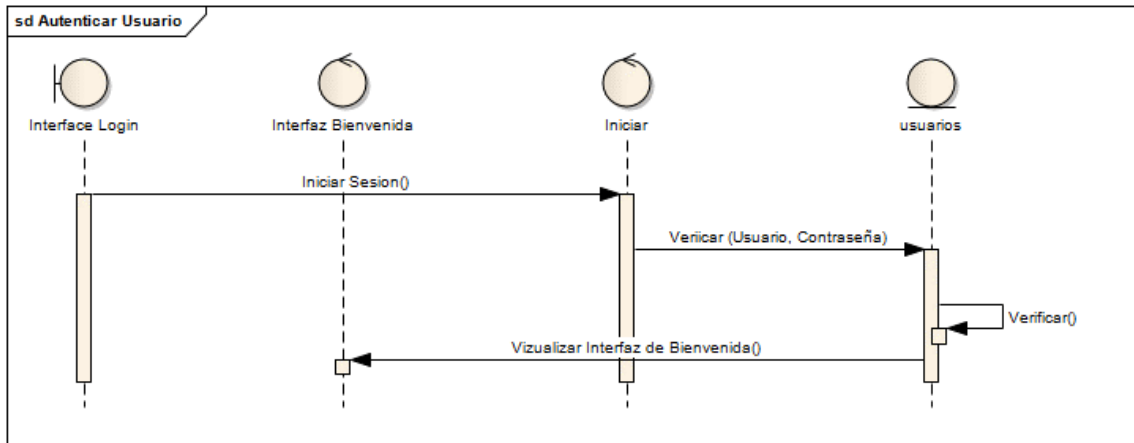 sd Autenticar Usuario
Interface Login
Interfaz Bienvenida
Iniciar
usuarios
Iniciar Sesion()
Veriicar (Usuario, Contraseña)
Verificar()
Vizualizar Interfaz de Bienvenida()